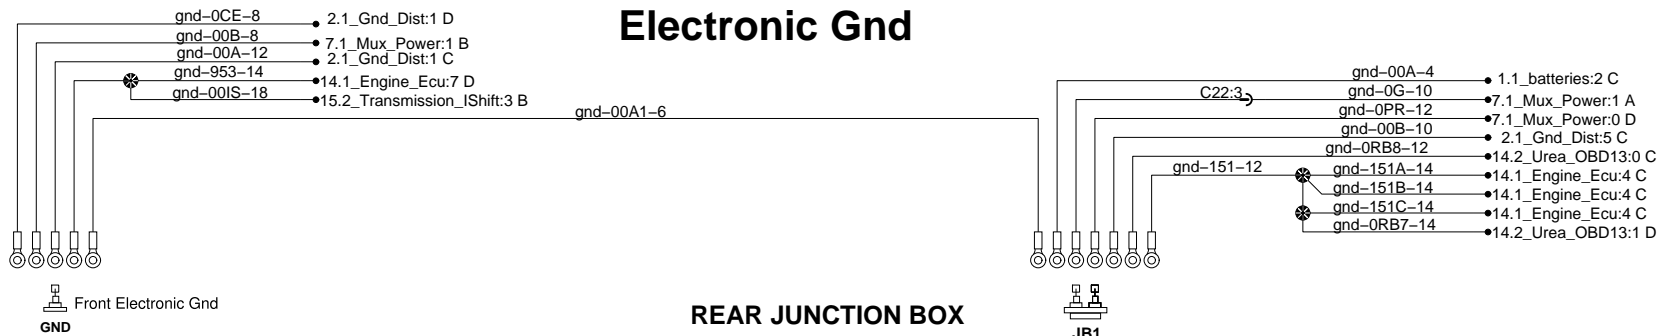 Electronic Gnd
gnd–0CE–8 2.1_Gnd_Dist:1 D
gnd–00B–8 7.1_Mux_Power:1 B
gnd–00A–12 2.1_Gnd_Dist:1 C
gnd–953–14 14.1_Engine_Ecu:7 D
gnd–00IS–18 15.2_Transmission_IShift:3 B
gnd–00A1–6
gnd–00A–4 1.1_batteries:2 C
C22:3 gnd–0G–10 7.1_Mux_Power:1 A
gnd–0PR–12 7.1_Mux_Power:0 D
gnd–00B–10 2.1_Gnd_Dist:5 C
gnd–0RB8–12 14.2_Urea_OBD13:0 C
gnd–151–12 gnd–151A–14 14.1_Engine_Ecu:4 C
gnd–151B–14 14.1_Engine_Ecu:4 C
gnd–151C–14 14.1_Engine_Ecu:4 C
gnd–0RB7–14 14.2_Urea_OBD13:1 D
Front Electronic Gnd
GND
REAR JUNCTION BOX
JB1